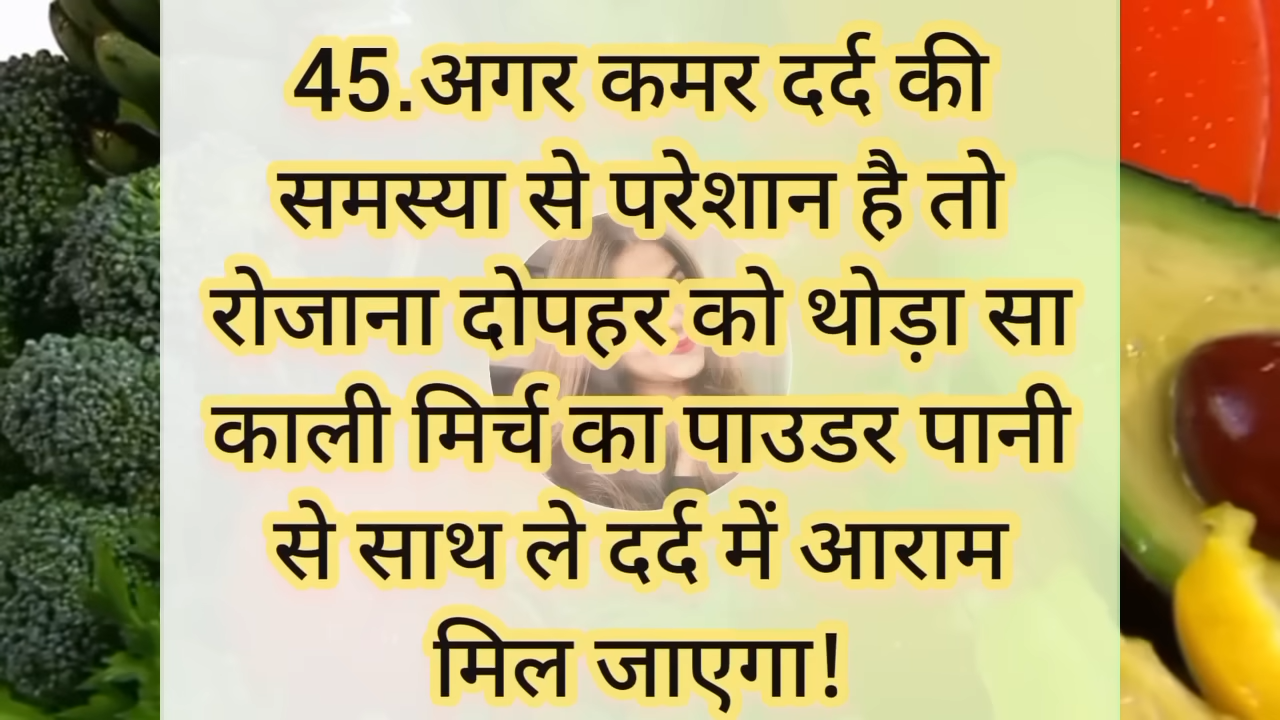 45.अगर कमर दर्द की
समस्या से परेशान है तो
रोजाना दोपहर को थोड़ा सा
काली मिर्च का पाउडर पानी
से साथ ले दर्द में आराम
मिल जाएगा!